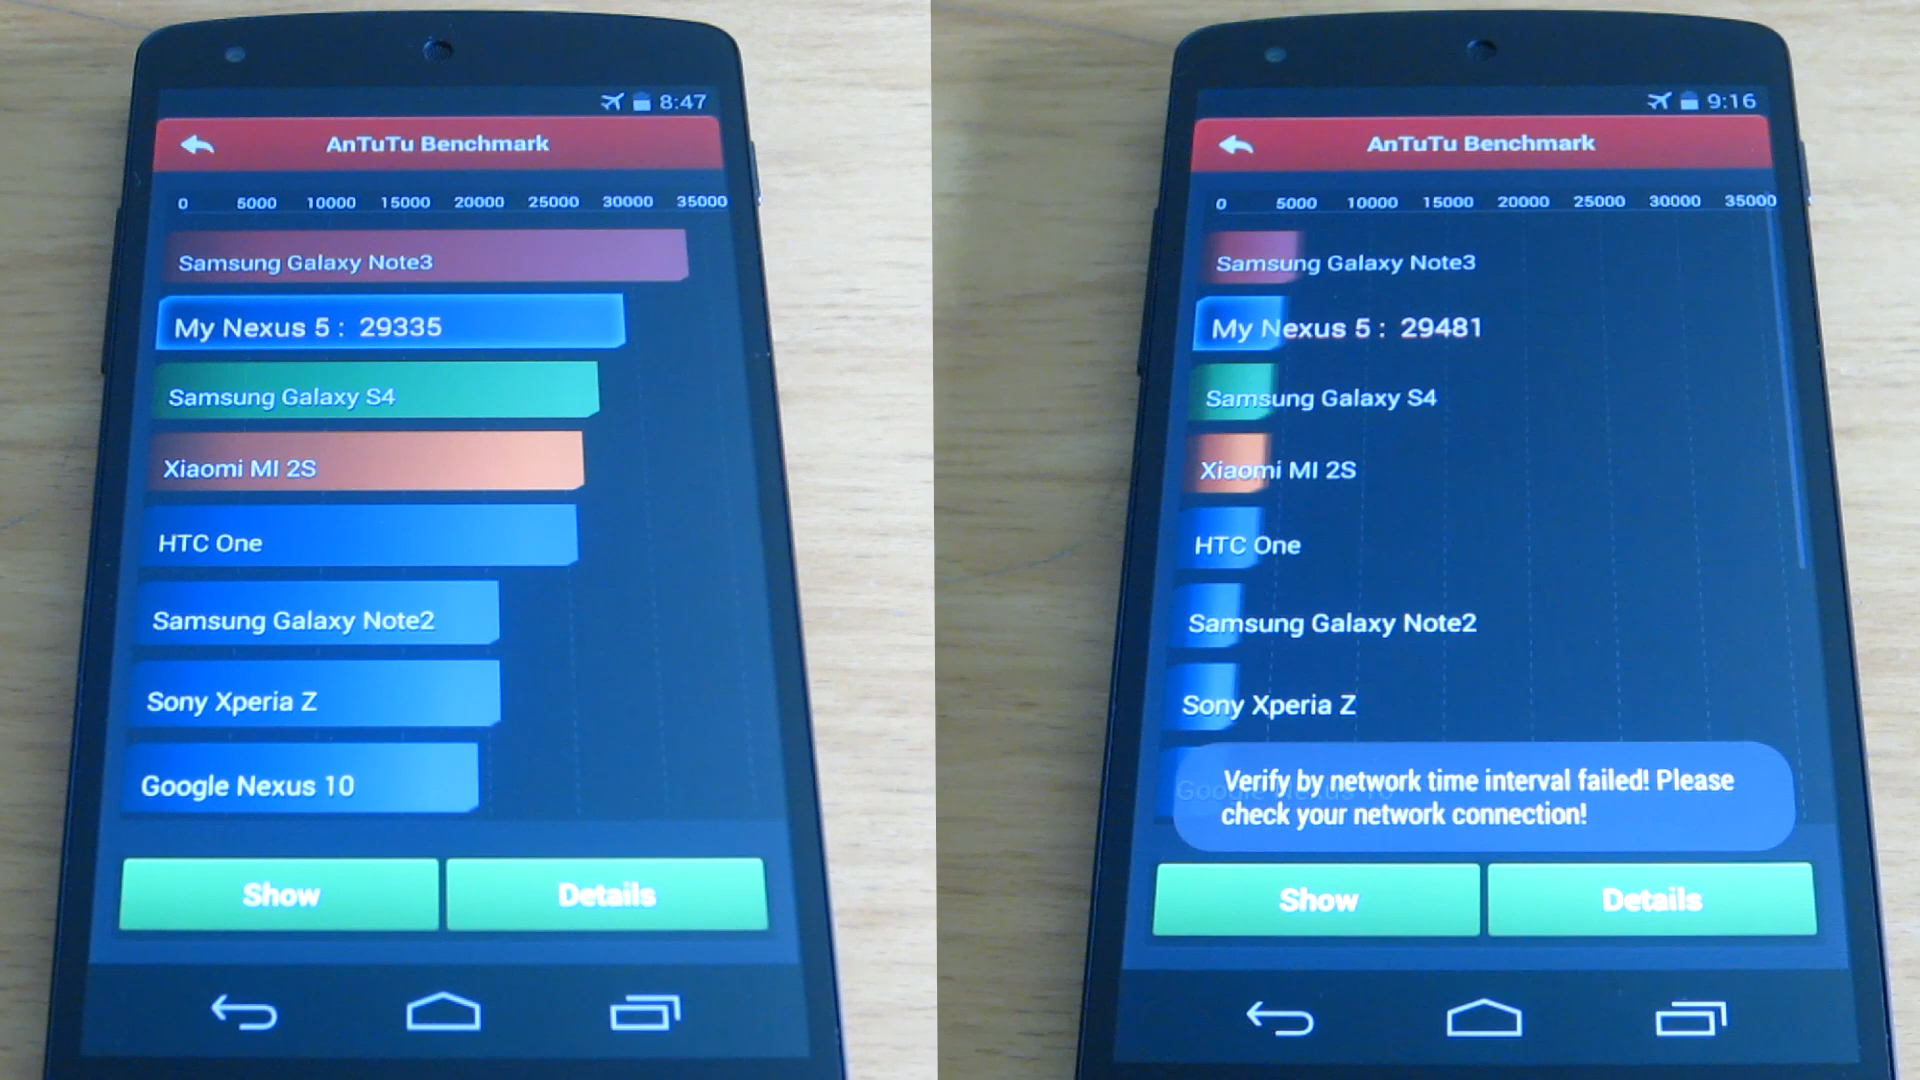 8:47
AnTuTu Benchmark
0 5000 10000 15000 20000 25000 30000 35000
Samsung Galaxy Note3
My Nexus 5 : 29335
Samsung Galaxy S4
Xiaomi MI 2S
HTC One
Samsung Galaxy Note2
Sony Xperia Z
Google Nexus 10
Show Details
9:16
AnTuTu Benchmark
0 5000 10000 15000 20000 25000 30000 35000
Samsung Galaxy Note3
My Nexus 5 : 29481
Samsung Galaxy S4
Xiaomi MI 2S
HTC One
Samsung Galaxy Note2
Sony Xperia Z
Google Nexus 10
Verify by network time interval failed! Please
check your network connection!
Show Details